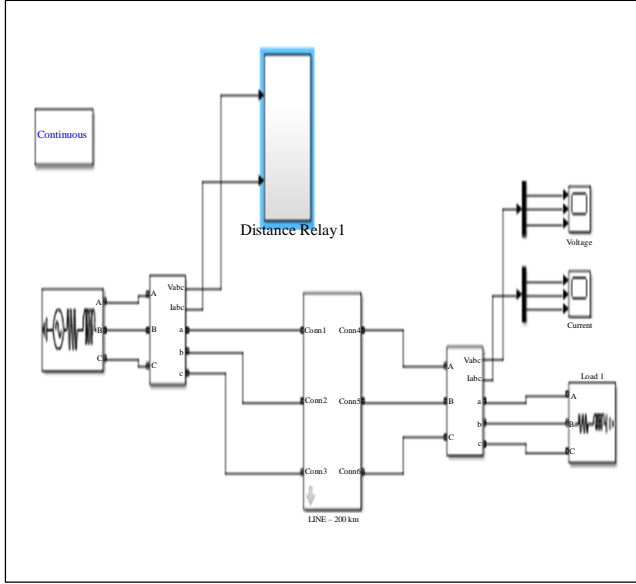 Continuous
Distance Relay1
Voltage
Current
A
B
C
A
B
C
Vabc
Iabc
a
b
c
Conn1
Conn2
Conn3
Conn4
Conn5
Conn6
LINE – 200 km
A
B
C
Vabc
Iabc
a
b
c
Load 1
A
B
C